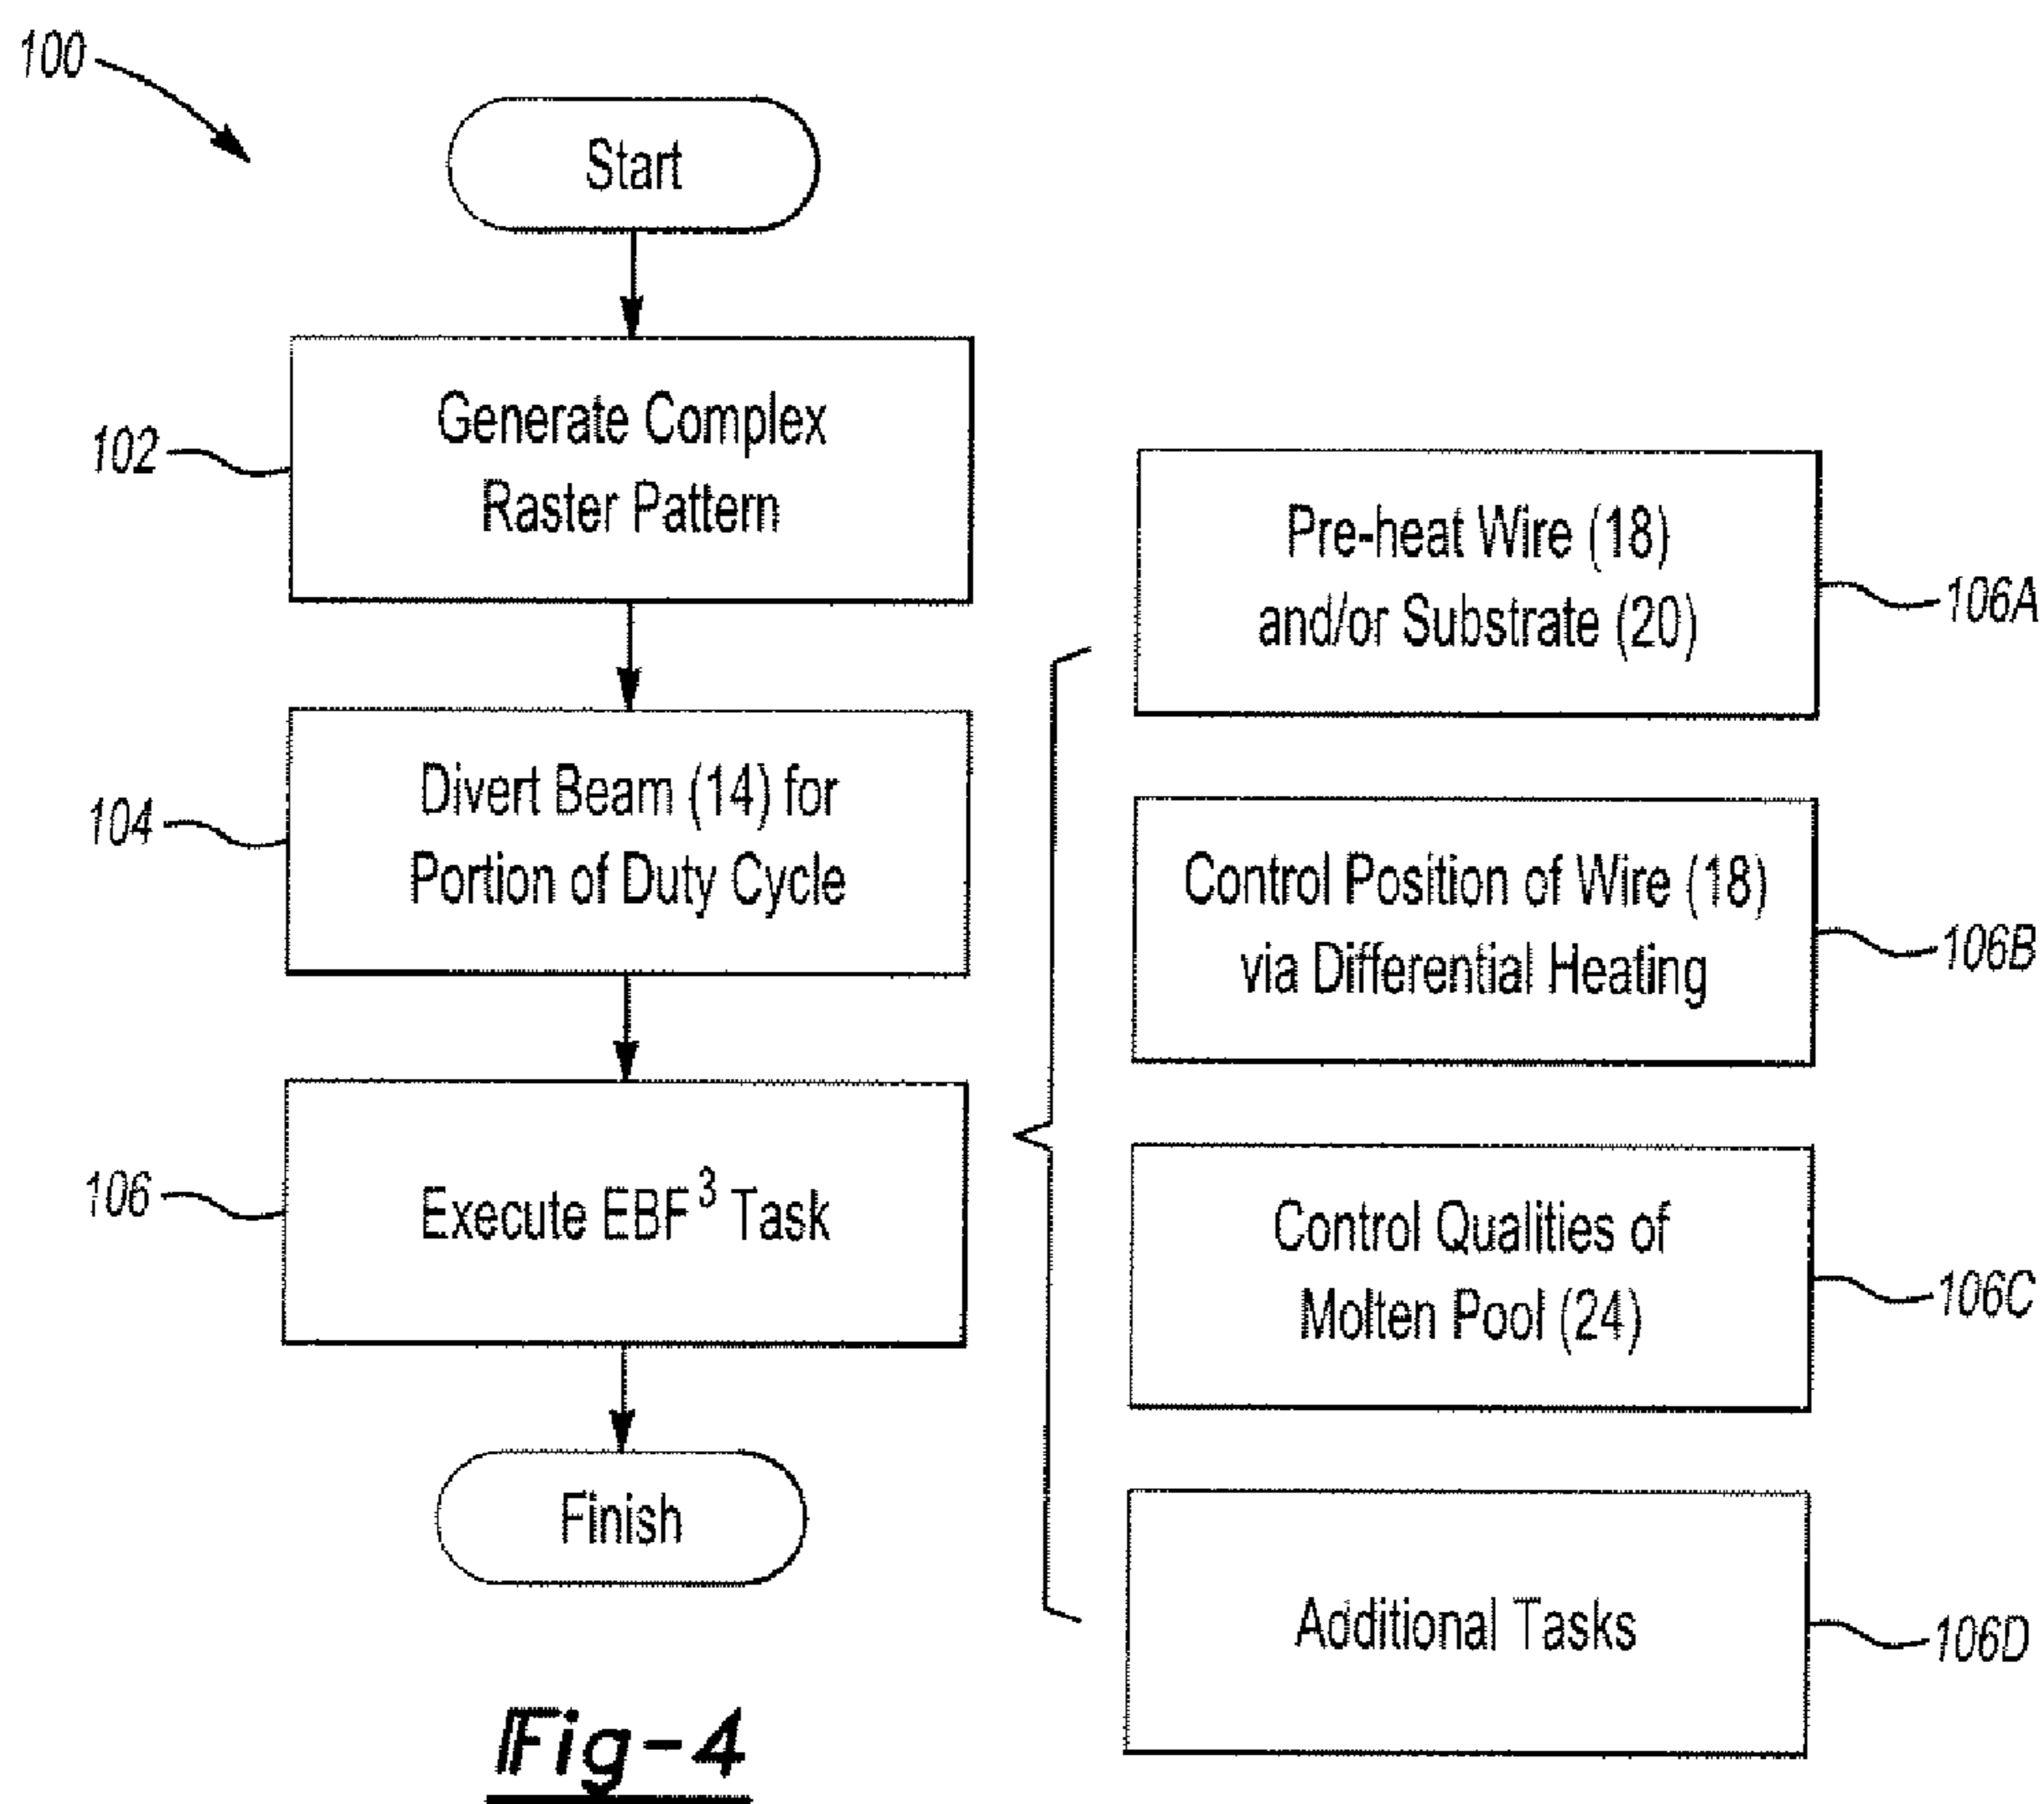 100
Start
102
Generate Complex
Raster Pattern
104
Divert Beam (14) for
Portion of Duty Cycle
106
Execute EBF³ Task
Finish
Pre-heat Wire (18)
and/or Substrate (20)
106A
Control Position of Wire (18)
via Differential Heating
106B
Control Qualities of
Molten Pool (24)
106C
Additional Tasks
106D
Fig-4